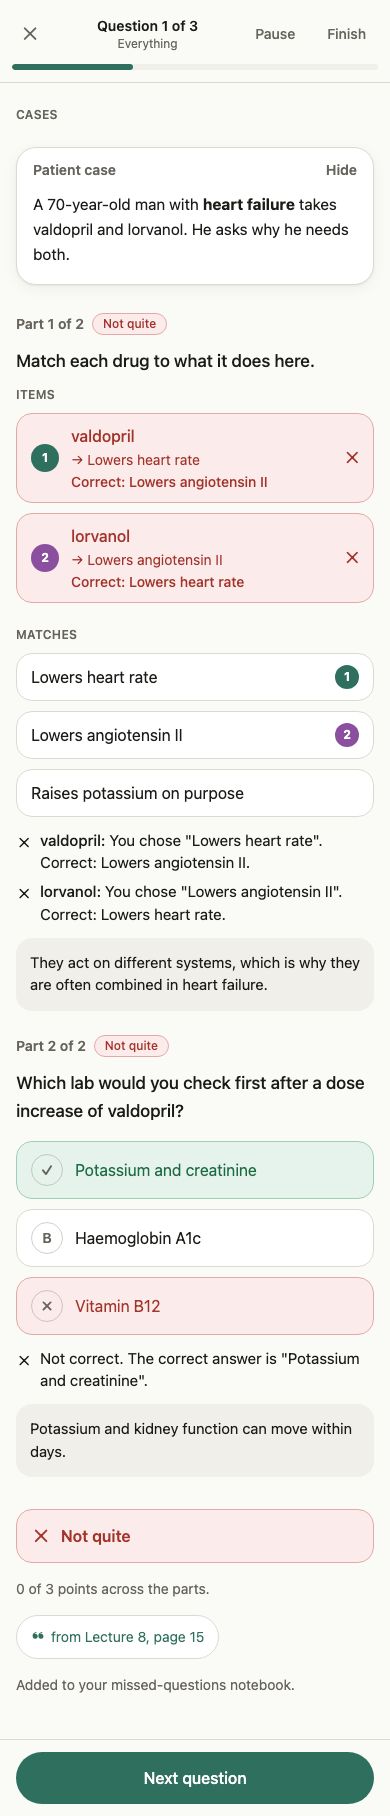 Question 1 of 3
Everything
Pause
Finish
CASES
Patient case
Hide
A 70-year-old man with heart failure takes
valdopril and lorvanol. He asks why he needs
both.
Part 1 of 2
Not quite
Match each drug to what it does here.
ITEMS
1
valdopril
→ Lowers heart rate
Correct: Lowers angiotensin II
2
lorvanol
→ Lowers angiotensin II
Correct: Lowers heart rate
MATCHES
Lowers heart rate
1
Lowers angiotensin II
2
Raises potassium on purpose
valdopril: You chose "Lowers heart rate".
Correct: Lowers angiotensin II.
lorvanol: You chose "Lowers angiotensin II".
Correct: Lowers heart rate.
They act on different systems, which is why they
are often combined in heart failure.
Part 2 of 2
Not quite
Which lab would you check first after a dose
increase of valdopril?
Potassium and creatinine
B
Haemoglobin A1c
Vitamin B12
Not correct. The correct answer is "Potassium
and creatinine".
Potassium and kidney function can move within
days.
Not quite
0 of 3 points across the parts.
❝ from Lecture 8, page 15
Added to your missed-questions notebook.
Next question